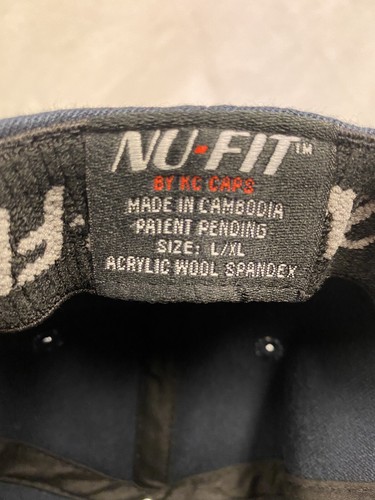 NU•FIT™
BY KC CAPS
MADE IN CAMBODIA
PATENT PENDING
SIZE: L/XL
ACRYLIC WOOL SPANDEX